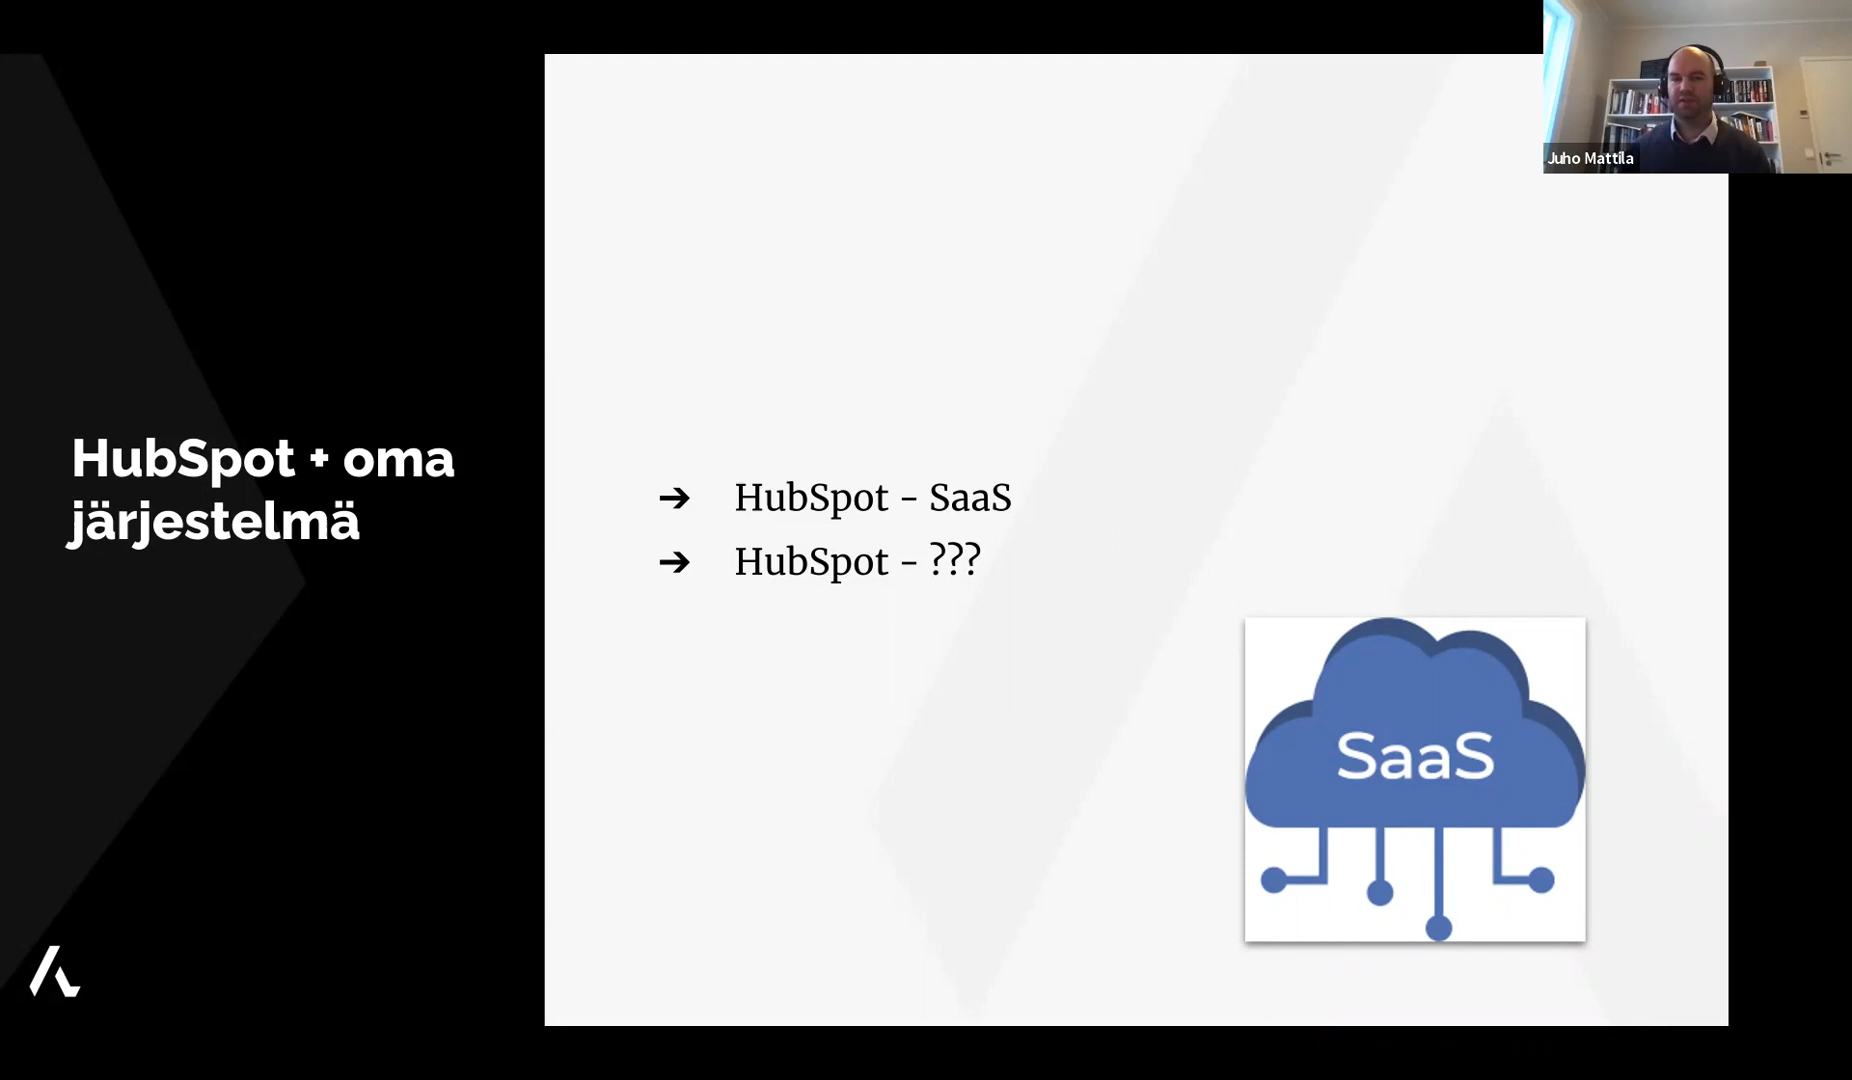 Juho Mattila
HubSpot + oma
järjestelmä
➔ HubSpot - SaaS
➔ HubSpot - ???
SaaS